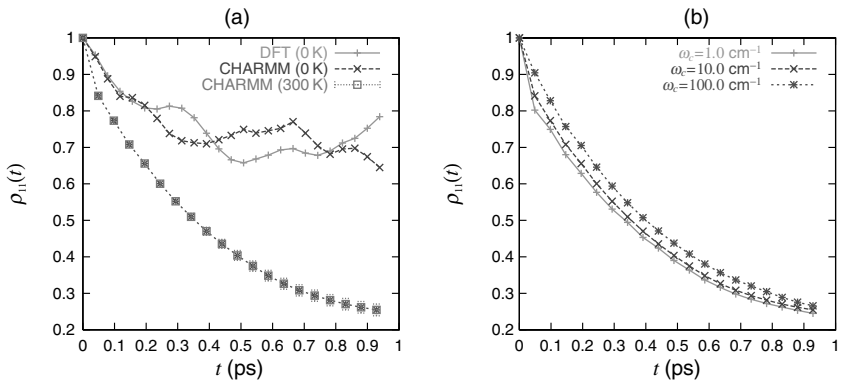 (a)
ρ₁₁(t)
1
0.9
0.8
0.7
0.6
0.5
0.4
0.3
0.2
DFT (0 K)
CHARMM (0 K)
CHARMM (300 K)
0 0.1 0.2 0.3 0.4 0.5 0.6 0.7 0.8 0.9 1
t (ps)
(b)
ρ₁₁(t)
1
0.9
0.8
0.7
0.6
0.5
0.4
0.3
0.2
ω꜀=1.0 cm⁻¹
ω꜀=10.0 cm⁻¹
ω꜀=100.0 cm⁻¹
0 0.1 0.2 0.3 0.4 0.5 0.6 0.7 0.8 0.9 1
t (ps)